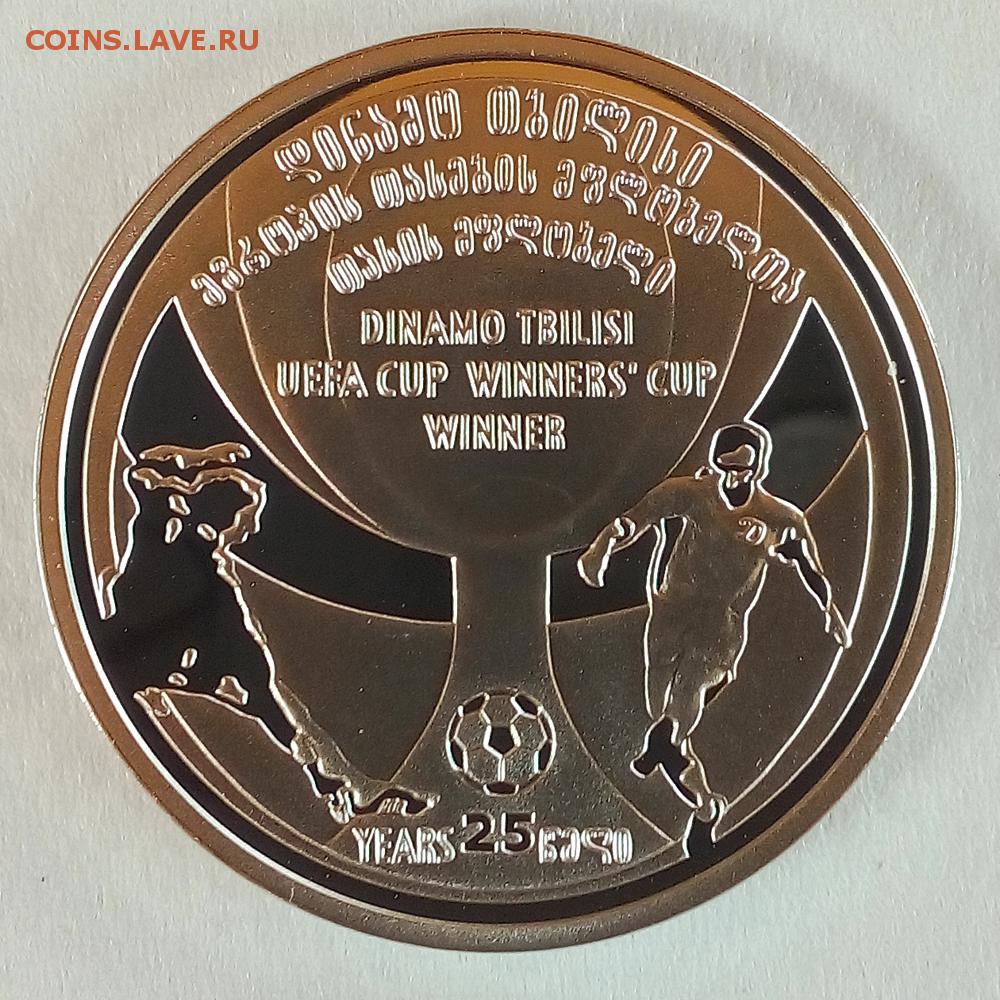 COINS.LAVE.RU
დინამო თბილისი
ევროპის თასების მფლობელთა
თასის მფლობელი
DINAMO TBILISI
UEFA CUP WINNERS' CUP
WINNER
YEARS 25 წელი